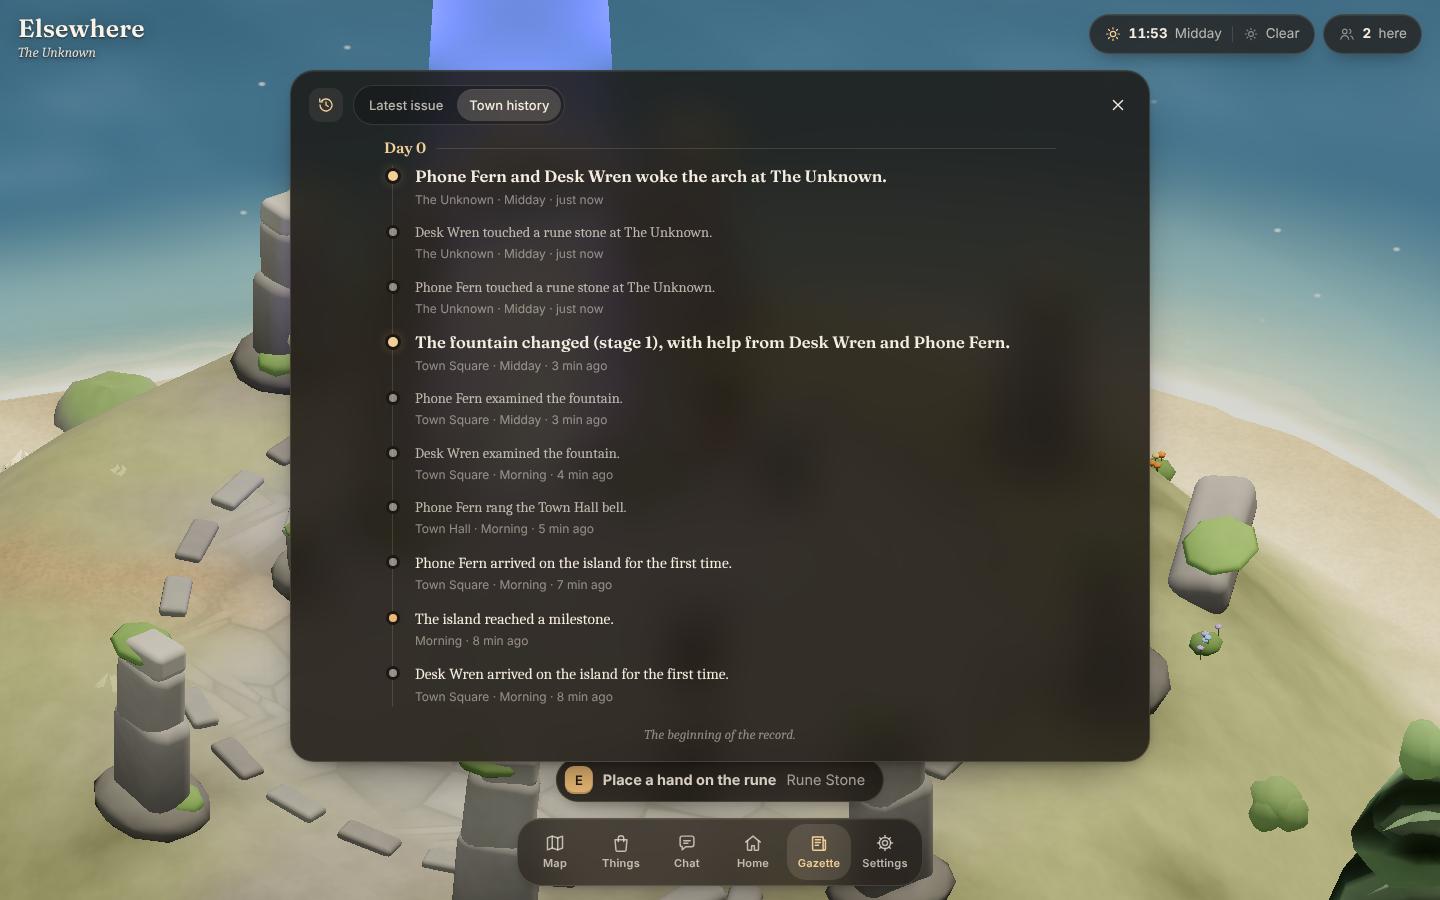 Elsewhere
The Unknown
11:53 Midday Clear
2 here
Latest issue Town history
Day 0
Phone Fern and Desk Wren woke the arch at The Unknown.
The Unknown · Midday · just now
Desk Wren touched a rune stone at The Unknown.
The Unknown · Midday · just now
Phone Fern touched a rune stone at The Unknown.
The Unknown · Midday · just now
The fountain changed (stage 1), with help from Desk Wren and Phone Fern.
Town Square · Midday · 3 min ago
Phone Fern examined the fountain.
Town Square · Midday · 3 min ago
Desk Wren examined the fountain.
Town Square · Morning · 4 min ago
Phone Fern rang the Town Hall bell.
Town Hall · Morning · 5 min ago
Phone Fern arrived on the island for the first time.
Town Square · Morning · 7 min ago
The island reached a milestone.
Morning · 8 min ago
Desk Wren arrived on the island for the first time.
Town Square · Morning · 8 min ago
The beginning of the record.
E Place a hand on the rune Rune Stone
Map Things Chat Home Gazette Settings